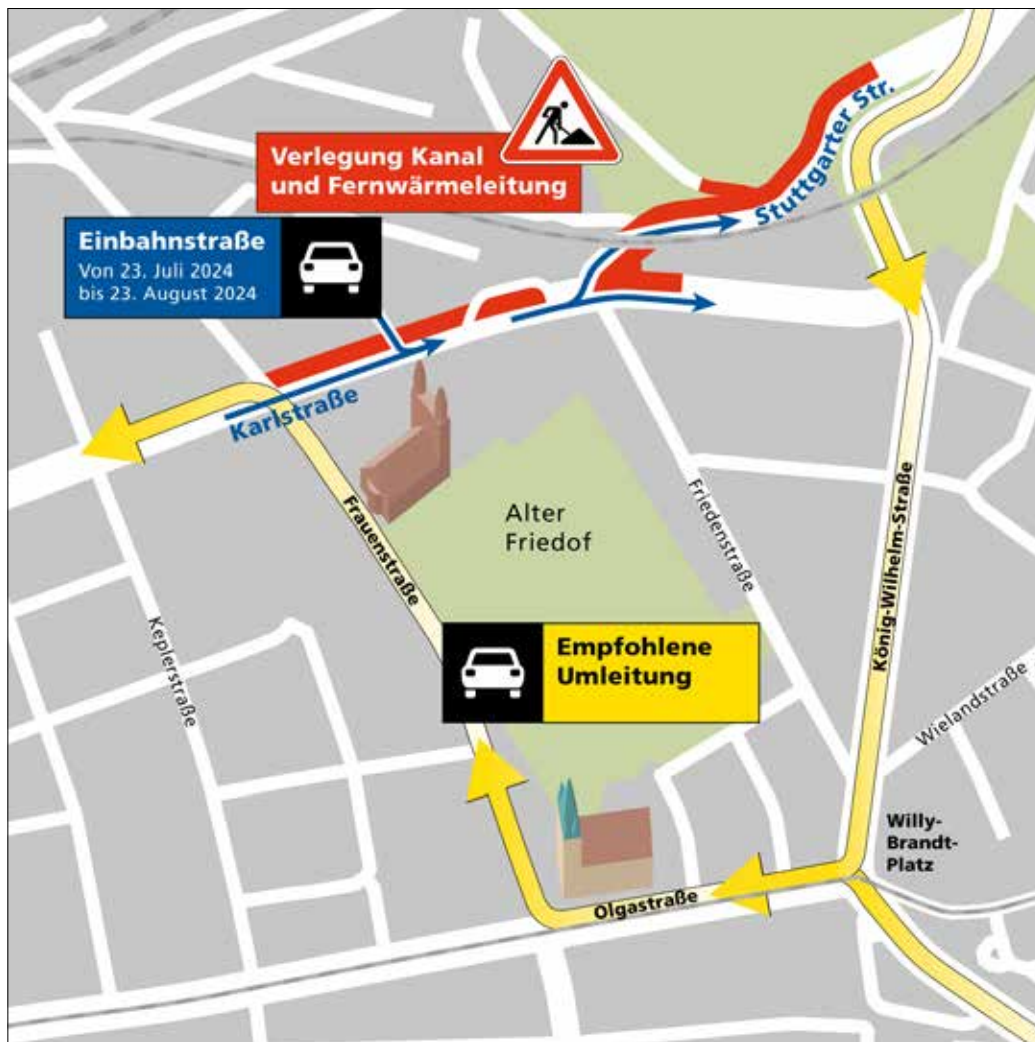 Stuttgarter Str.
Verlegung Kanal
und Fernwärmeleitung
Einbahnstraße
Von 23. Juli 2024
bis 23. August 2024
Karlstraße
Frauenstraße
Alter
Friedof
Friedenstraße
König-Wilhelm-Straße
Keplerstraße
Empfohlene
Umleitung
Wielandstraße
Willy-
Brandt-
Platz
Olgastraße